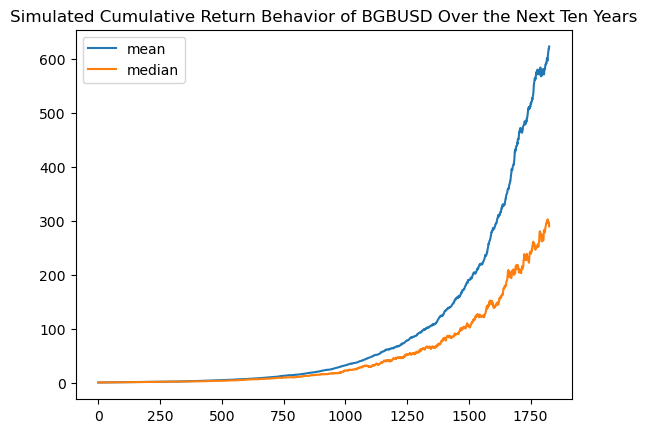 Simulated Cumulative Return Behavior of BGBUSD Over the Next Ten Years
mean
median
600
500
400
300
200
100
0
0 250 500 750 1000 1250 1500 1750